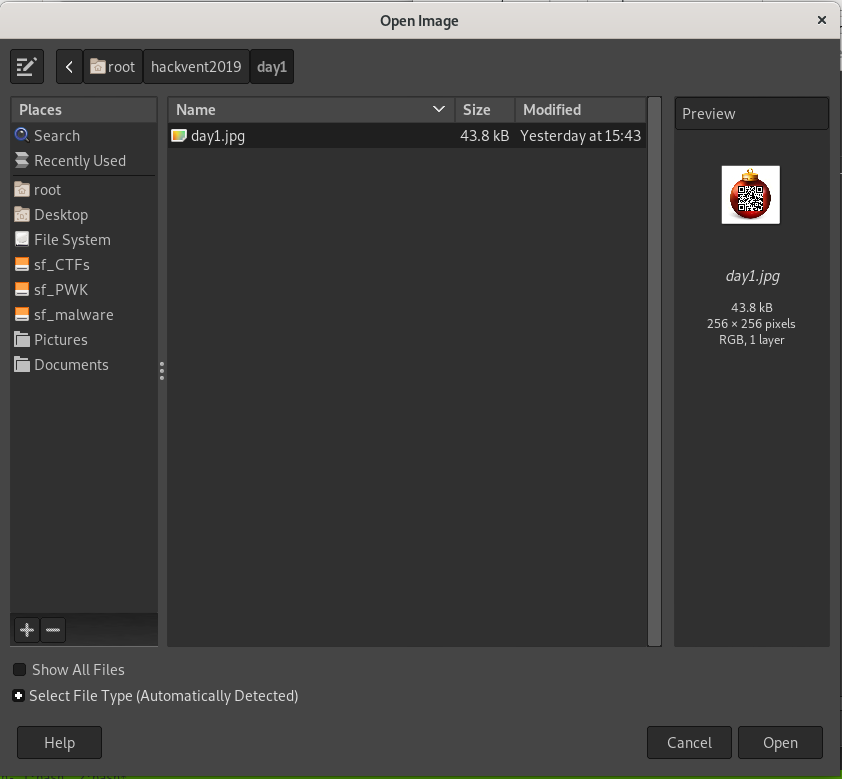 Open Image
root
hackvent2019
day1
Places
Search
Recently Used
root
Desktop
File System
sf_CTFs
sf_PWK
sf_malware
Pictures
Documents
Name
Size
Modified
day1.jpg
43.8 kB
Yesterday at 15:43
Preview
day1.jpg
43.8 kB
256 × 256 pixels
RGB, 1 layer
Show All Files
Select File Type (Automatically Detected)
Help
Cancel
Open